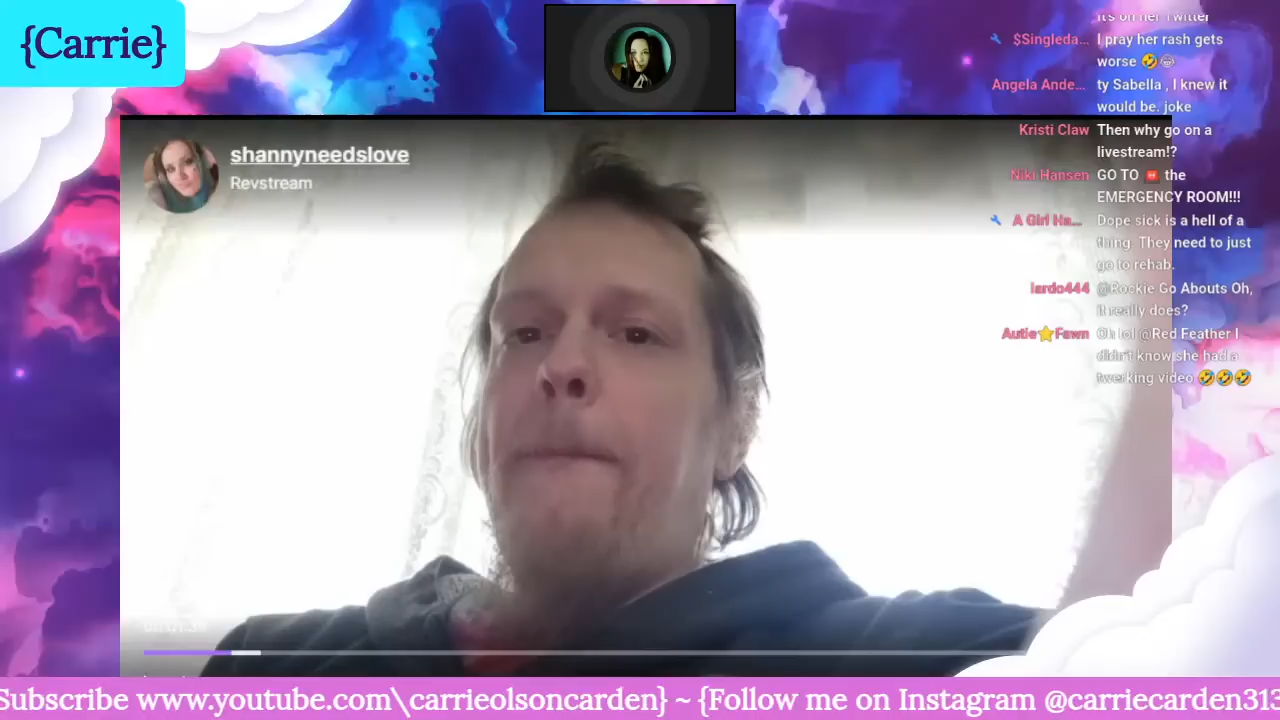 {Carrie}
it's on her Twitter
$Singleda... I pray her rash gets
worse 🤣😂
Angela Ande... ty Sabella , I knew it
would be. joke
Kristi Claw Then why go on a
livestream!?
Niki Hansen GO TO 🚨 the
EMERGENCY ROOM!!!
A Girl Ha... Dope sick is a hell of a
thing. They need to just
go to rehab.
lardo444 @Rockie Go Abouts Oh,
it really does?
Autie⭐Fawn Oh lol @Red Feather I
didn't know she had a
twerking video 🤣🤣🤣
shannyneedslove
Revstream
Subscribe www.youtube.com\carrieolsoncarden} ~ {Follow me on Instagram @carriecarden313